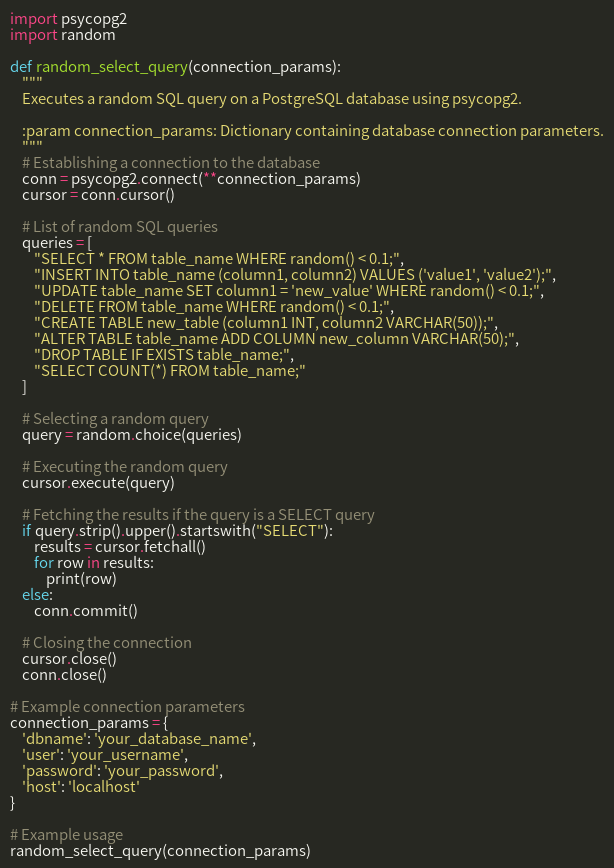 import psycopg2
import random

def random_select_query(connection_params):
    """
    Executes a random SQL query on a PostgreSQL database using psycopg2.

    :param connection_params: Dictionary containing database connection parameters.
    """
    # Establishing a connection to the database
    conn = psycopg2.connect(**connection_params)
    cursor = conn.cursor()

    # List of random SQL queries
    queries = [
        "SELECT * FROM table_name WHERE random() < 0.1;",
        "INSERT INTO table_name (column1, column2) VALUES ('value1', 'value2');",
        "UPDATE table_name SET column1 = 'new_value' WHERE random() < 0.1;",
        "DELETE FROM table_name WHERE random() < 0.1;",
        "CREATE TABLE new_table (column1 INT, column2 VARCHAR(50));",
        "ALTER TABLE table_name ADD COLUMN new_column VARCHAR(50);",
        "DROP TABLE IF EXISTS table_name;",
        "SELECT COUNT(*) FROM table_name;"
    ]

    # Selecting a random query
    query = random.choice(queries)

    # Executing the random query
    cursor.execute(query)

    # Fetching the results if the query is a SELECT query
    if query.strip().upper().startswith("SELECT"):
        results = cursor.fetchall()
        for row in results:
            print(row)
    else:
        conn.commit()

    # Closing the connection
    cursor.close()
    conn.close()

# Example connection parameters
connection_params = {
    'dbname': 'your_database_name',
    'user': 'your_username',
    'password': 'your_password',
    'host': 'localhost'
}

# Example usage
random_select_query(connection_params)